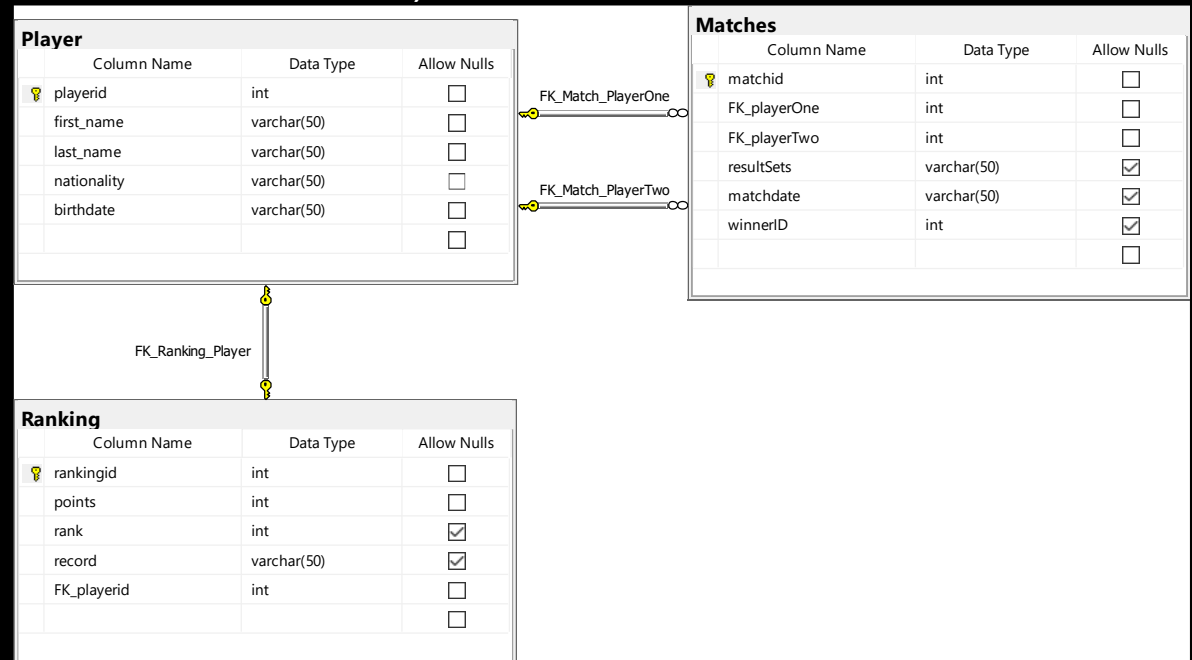 Player
Column Name Data Type Allow Nulls
playerid int
first_name varchar(50)
last_name varchar(50)
nationality varchar(50)
birthdate varchar(50)
FK_Match_PlayerOne
FK_Match_PlayerTwo
Matches
Column Name Data Type Allow Nulls
matchid int
FK_playerOne int
FK_playerTwo int
resultSets varchar(50)
matchdate varchar(50)
winnerID int
FK_Ranking_Player
Ranking
Column Name Data Type Allow Nulls
rankingid int
points int
rank int
record varchar(50)
FK_playerid int